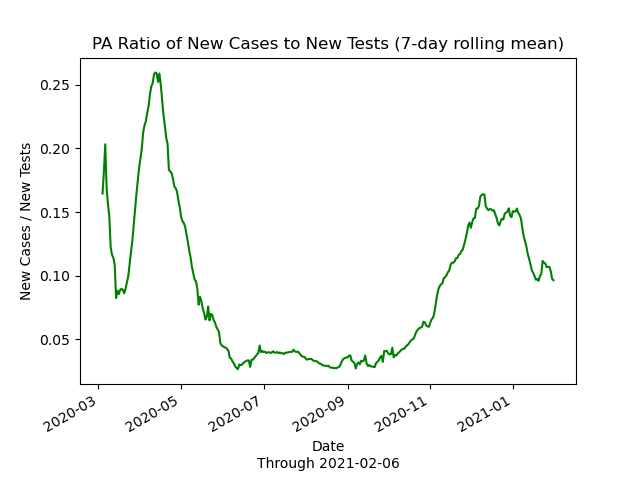 PA Ratio of New Cases to New Tests (7-day rolling mean)
New Cases / New Tests
0.25
0.20
0.15
0.10
0.05
2020-03
2020-05
2020-07
2020-09
2020-11
2021-01
Date
Through 2021-02-06